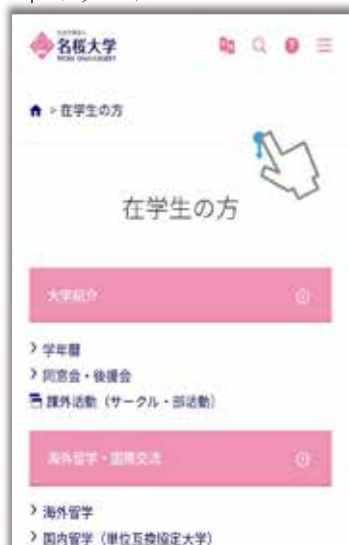 名桜大学
> 在学生の方
在学生の方
大学紹介
学年暦
同窓会・後援会
課外活動（サークル・部活動）
海外留学・国際交流
海外留学
国内留学（単位互換協定大学）